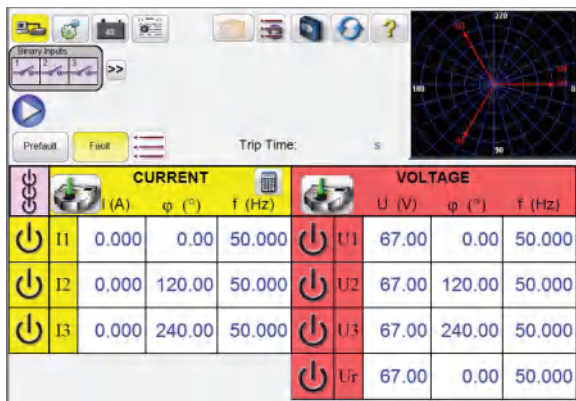 40
?
Binary Inputs
1 2 3
>>
270
180
90
Prefault Fault Trip Time: s
CURRENT VOLTAGE
I (A) φ (°) f (Hz) U (V) φ (°) f (Hz)
I1 0.000 0.00 50.000 U1 67.00 0.00 50.000
I2 0.000 120.00 50.000 U2 67.00 120.00 50.000
I3 0.000 240.00 50.000 U3 67.00 240.00 50.000
Ur 67.00 0.00 50.000